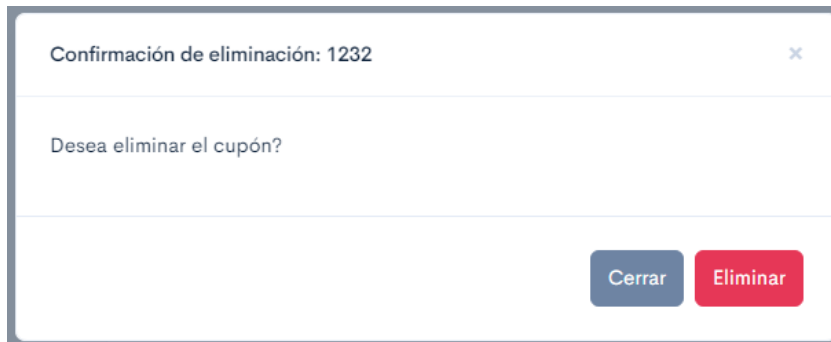 Confirmación de eliminación: 1232 ×
Desea eliminar el cupón?
Cerrar Eliminar